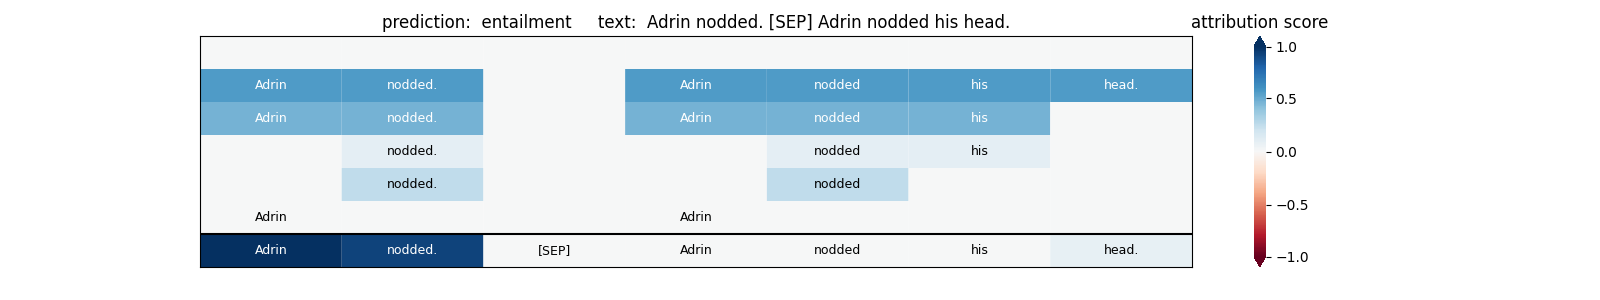 prediction:  entailment     text:  Adrin nodded. [SEP] Adrin nodded his head.
attribution score
Adrin nodded. Adrin nodded his head.
Adrin nodded. Adrin nodded his
nodded. nodded his
nodded. nodded
Adrin Adrin
Adrin nodded. [SEP] Adrin nodded his head.
1.0
0.5
0.0
−0.5
−1.0